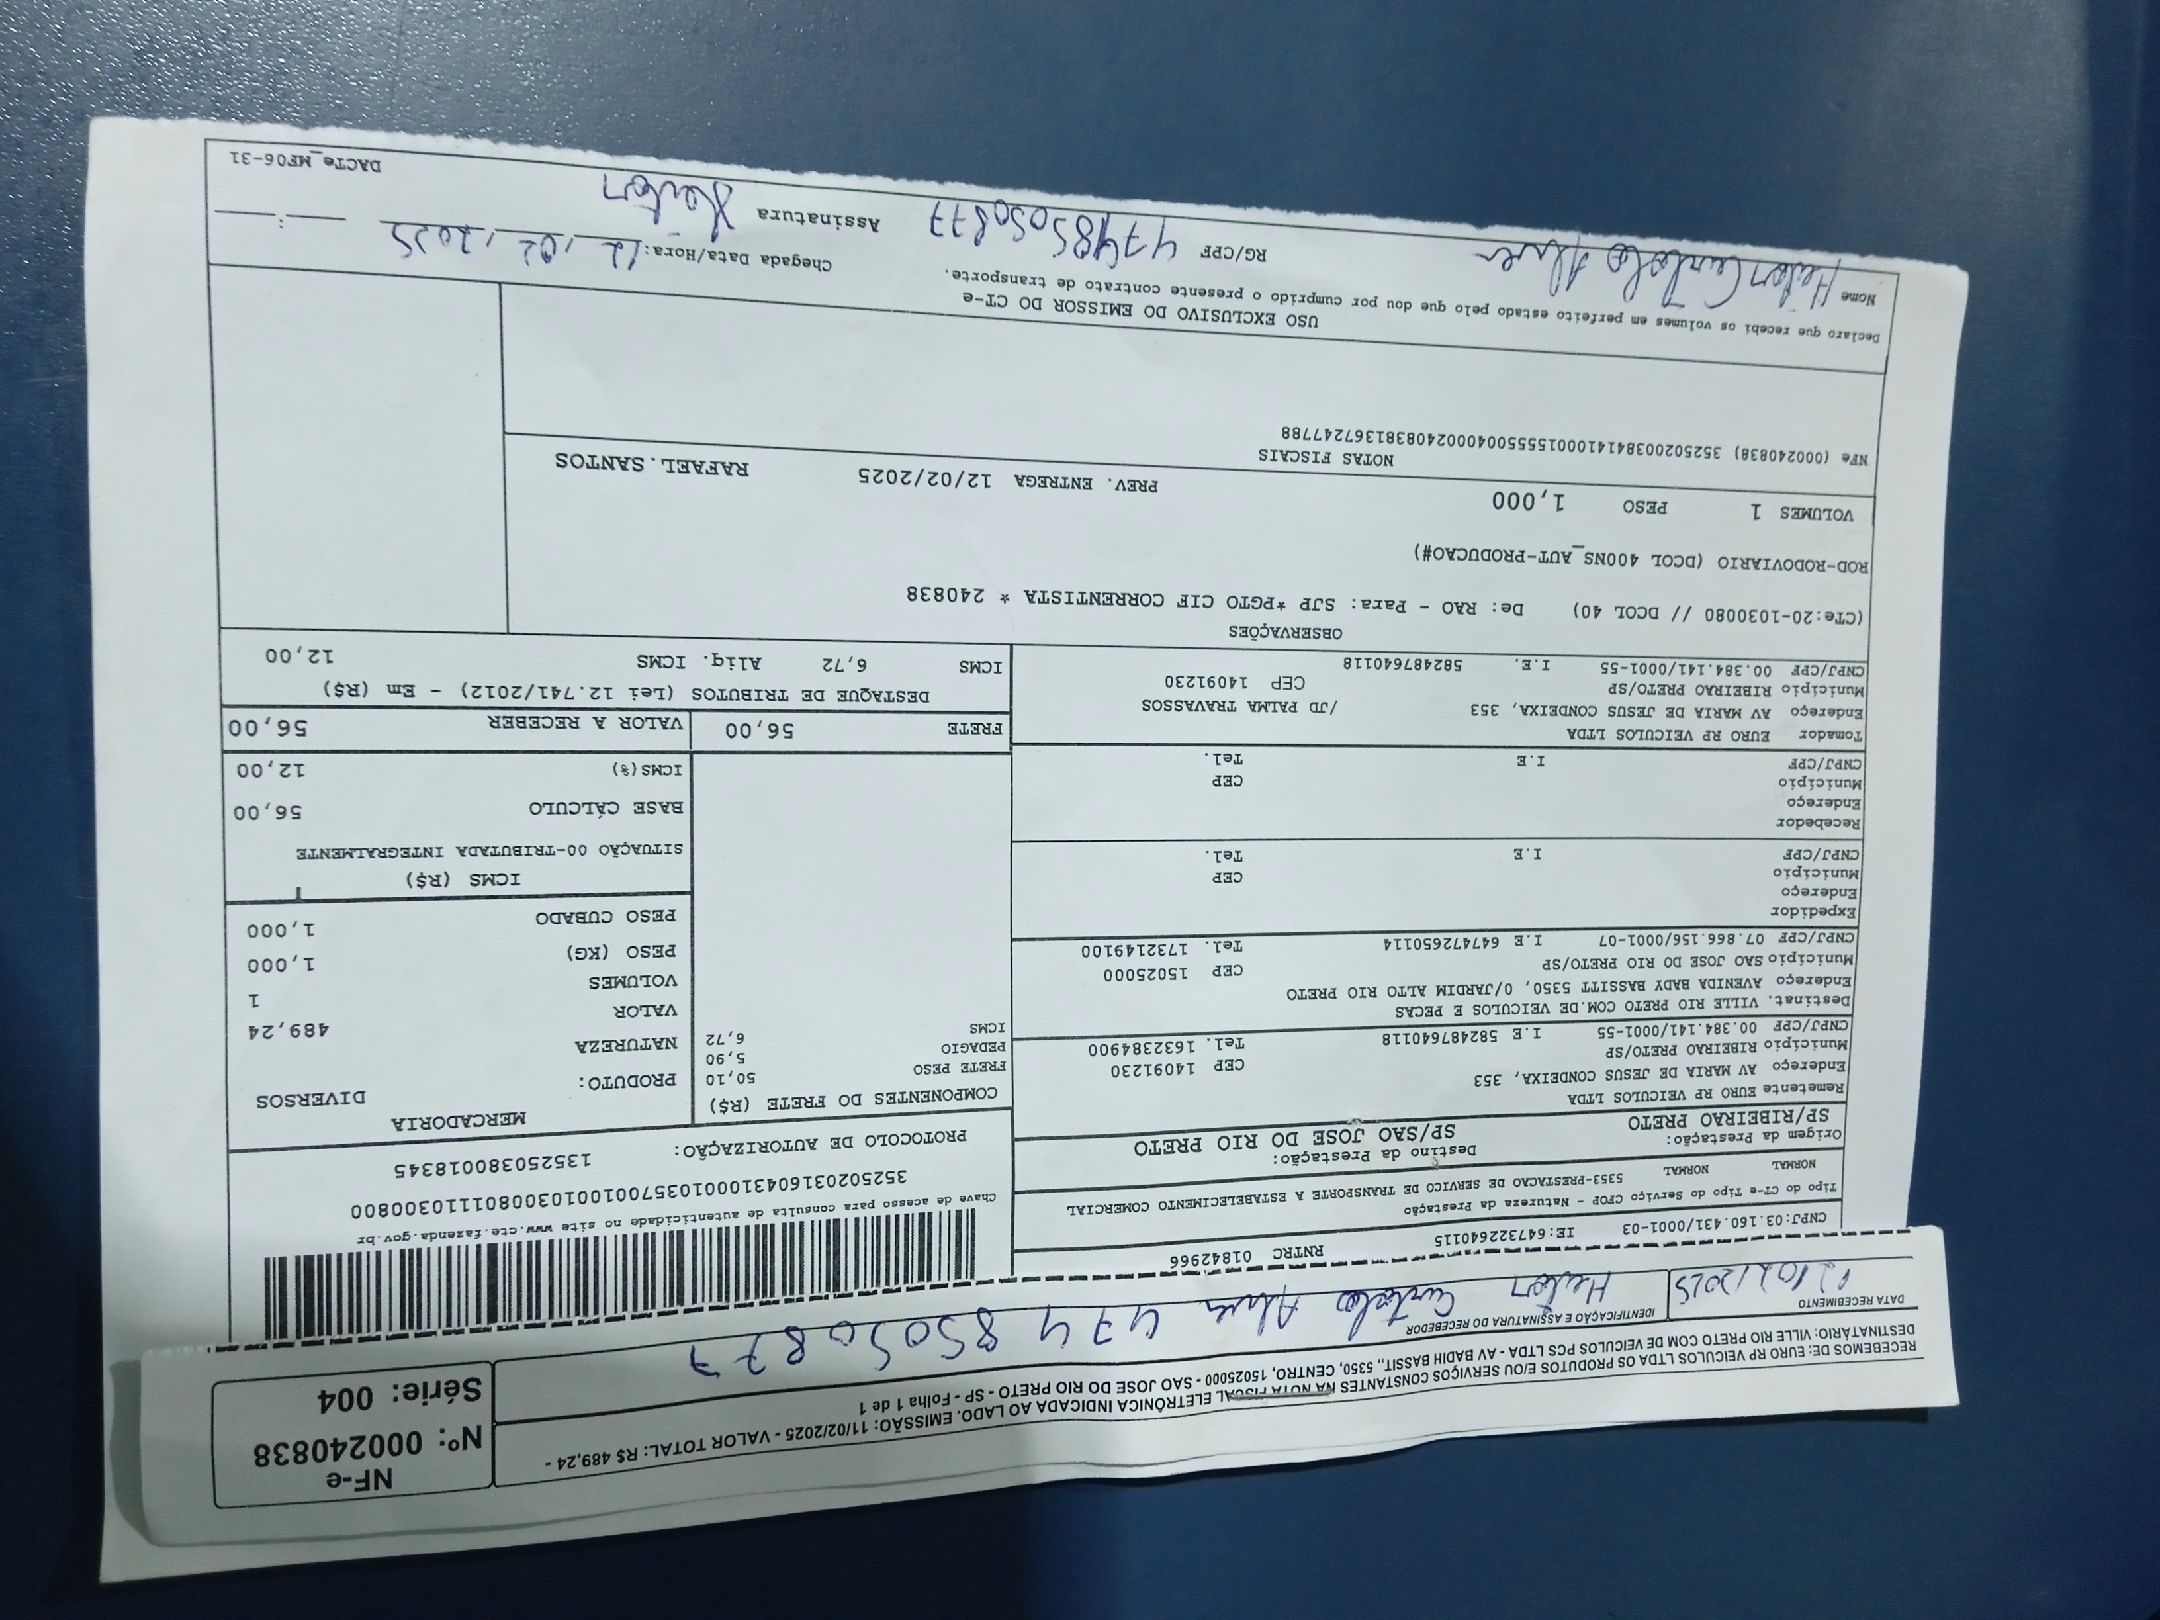 RECEBEMOS DE: EURO RP VEICULOS LTDA OS PRODUTOS E/OU SERVIÇOS CONSTANTES NA NOTA FISCAL ELETRÔNICA INDICADA AO LADO. EMISSÃO: 11/02/2025 - VALOR TOTAL: R$ 489,24 -
DESTINATÁRIO: VILLE RIO PRETO COM DE VEICULOS PCS LTDA - AV BADIH BASSIT,, 5350, CENTRO, 15025000 - SAO JOSE DO RIO PRETO - SP - Folha 1 de 1
NF-e
Nº: 000240838
Série: 004
DATA RECEBIMENTO
12/02/2025
IDENTIFICAÇÃO E ASSINATURA DO RECEBEDOR
Alves 47485050877
CNPJ:03.160.431/0001-03 IE:647322640115 RNTRC 01842966
Tipo do CT-e Tipo do Serviço CFOP - Natureza da Prestação
NORMAL NORMAL 5353-PRESTACAO DE SERVICO DE TRANSPORTE A ESTABELECIMENTO COMERCIAL
Origem da Prestação: Destino da Prestação:
SP/RIBEIRAO PRETO SP/SAO JOSE DO RIO PRETO
Chave de acesso para consulta de autenticidade no site www.cte.fazenda.gov.br
35250203160431000103570010010300801110300800
PROTOCOLO DE AUTORIZAÇÃO: 135250380018345
Remetente EURO RP VEICULOS LTDA
Endereço AV MARIA DE JESUS CONDEIXA, 353
Município RIBEIRAO PRETO/SP CEP 14091230
CNPJ/CPF 00.384.141/0001-55 I.E 582487640118 Tel. 1632384900
Destinat. VILLE RIO PRETO COM.DE VEICULOS E PECAS
Endereço AVENIDA BADY BASSITT 5350, 0/JARDIM ALTO RIO PRETO
Município SAO JOSE DO RIO PRETO/SP CEP 15025000
CNPJ/CPF 07.866.156/0001-07 I.E 647472650114 Tel. 1732149100
Expedidor
Endereço
Município CEP
CNPJ/CPF I.E Tel.
Recebedor
Endereço
Município CEP
CNPJ/CPF I.E Tel.
Tomador EURO RP VEICULOS LTDA
Endereço AV MARIA DE JESUS CONDEIXA, 353 /JD PALMA TRAVASSOS
Município RIBEIRAO PRETO/SP CEP 14091230
CNPJ/CPF 00.384.141/0001-55 I.E. 582487640118
COMPONENTES DO FRETE (R$)
FRETE PESO 50,10
PEDAGIO 5,90
ICMS 6,72
MERCADORIA
PRODUTO: DIVERSOS
NATUREZA
VALOR 489,24
VOLUMES 1
PESO (KG) 1,000
PESO CUBADO 1,000
ICMS (R$)
SITUAÇÃO 00-TRIBUTADA INTEGRALMENTE
BASE CÁLCULO 56,00
ICMS(%) 12,00
FRETE 56,00 VALOR A RECEBER 56,00
DESTAQUE DE TRIBUTOS (Lei 12.741/2012) - Em (R$)
ICMS 6,72 Aliq. ICMS 12,00
OBSERVAÇÕES
(CTe:20-1030080 // DCOL 40) De: RAO - Para: SJP *PGTO CIF CORRENTISTA * 240838
ROD-RODOVIARIO (DCOL 400NS_AUT-PRODUCAO#)
VOLUMES 1 PESO 1,000 PREV. ENTREGA 12/02/2025 RAFAEL.SANTOS
NOTAS FISCAIS
NFe (000240838) 35250200384141000155550040002408381367247788
USO EXCLUSIVO DO EMISSOR DO CT-e
Declaro que recebi os volumes em perfeito estado pelo que dou por cumprido o presente contrato de transporte.
Chegada Data/Hora: 12/02/2025 __:__
Nome Alves RG/CPF 47485050877 Assinatura
DACTe_MF06-31